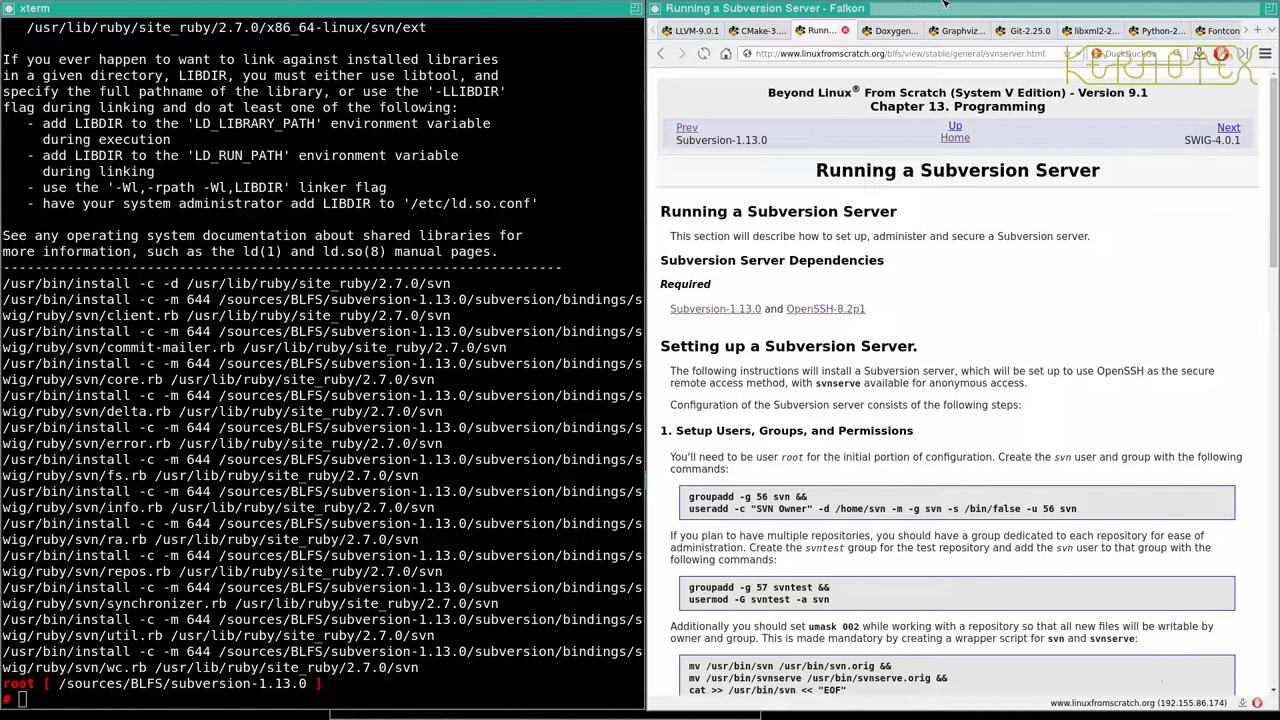 xterm
/usr/lib/ruby/site_ruby/2.7.0/x86_64-linux/svn/ext
If you ever happen to want to link against installed libraries
in a given directory, LIBDIR, you must either use libtool, and
specify the full pathname of the library, or use the '-LLIBDIR'
flag during linking and do at least one of the following:
- add LIBDIR to the 'LD_LIBRARY_PATH' environment variable
during execution
- add LIBDIR to the 'LD_RUN_PATH' environment variable
during linking
- use the '-Wl,-rpath -Wl,LIBDIR' linker flag
- have your system administrator add LIBDIR to '/etc/ld.so.conf'
See any operating system documentation about shared libraries for
more information, such as the ld(1) and ld.so(8) manual pages.
----------------------------------------------------------------------
/usr/bin/install -c -d /usr/lib/ruby/site_ruby/2.7.0/svn
/usr/bin/install -c -m 644 /sources/BLFS/subversion-1.13.0/subversion/bindings/s
wig/ruby/svn/client.rb /usr/lib/ruby/site_ruby/2.7.0/svn
/usr/bin/install -c -m 644 /sources/BLFS/subversion-1.13.0/subversion/bindings/s
wig/ruby/svn/commit-mailer.rb /usr/lib/ruby/site_ruby/2.7.0/svn
/usr/bin/install -c -m 644 /sources/BLFS/subversion-1.13.0/subversion/bindings/s
wig/ruby/svn/core.rb /usr/lib/ruby/site_ruby/2.7.0/svn
/usr/bin/install -c -m 644 /sources/BLFS/subversion-1.13.0/subversion/bindings/s
wig/ruby/svn/delta.rb /usr/lib/ruby/site_ruby/2.7.0/svn
/usr/bin/install -c -m 644 /sources/BLFS/subversion-1.13.0/subversion/bindings/s
wig/ruby/svn/error.rb /usr/lib/ruby/site_ruby/2.7.0/svn
/usr/bin/install -c -m 644 /sources/BLFS/subversion-1.13.0/subversion/bindings/s
wig/ruby/svn/fs.rb /usr/lib/ruby/site_ruby/2.7.0/svn
/usr/bin/install -c -m 644 /sources/BLFS/subversion-1.13.0/subversion/bindings/s
wig/ruby/svn/info.rb /usr/lib/ruby/site_ruby/2.7.0/svn
/usr/bin/install -c -m 644 /sources/BLFS/subversion-1.13.0/subversion/bindings/s
wig/ruby/svn/ra.rb /usr/lib/ruby/site_ruby/2.7.0/svn
/usr/bin/install -c -m 644 /sources/BLFS/subversion-1.13.0/subversion/bindings/s
wig/ruby/svn/repos.rb /usr/lib/ruby/site_ruby/2.7.0/svn
/usr/bin/install -c -m 644 /sources/BLFS/subversion-1.13.0/subversion/bindings/s
wig/ruby/svn/synchronizer.rb /usr/lib/ruby/site_ruby/2.7.0/svn
/usr/bin/install -c -m 644 /sources/BLFS/subversion-1.13.0/subversion/bindings/s
wig/ruby/svn/util.rb /usr/lib/ruby/site_ruby/2.7.0/svn
/usr/bin/install -c -m 644 /sources/BLFS/subversion-1.13.0/subversion/bindings/s
wig/ruby/svn/wc.rb /usr/lib/ruby/site_ruby/2.7.0/svn
root [ /sources/BLFS/subversion-1.13.0 ]
#
Running a Subversion Server - Falkon
LLVM-9.0.1 CMake-3.... Runn... Doxygen... Graphviz... Git-2.25.0 libxml2-... Python-2... Fontcon
http://www.linuxfromscratch.org/blfs/view/stable/general/svnserver.html DuckDuckGo
KERNOTEX
Beyond Linux® From Scratch (System V Edition) - Version 9.1
Chapter 13. Programming
Prev Up Next
Subversion-1.13.0 Home SWIG-4.0.1
Running a Subversion Server
Running a Subversion Server
This section will describe how to set up, administer and secure a Subversion server.
Subversion Server Dependencies
Required
Subversion-1.13.0 and OpenSSH-8.2p1
Setting up a Subversion Server.
The following instructions will install a Subversion server, which will be set up to use OpenSSH as the secure
remote access method, with svnserve available for anonymous access.
Configuration of the Subversion server consists of the following steps:
1. Setup Users, Groups, and Permissions
You'll need to be user root for the initial portion of configuration. Create the svn user and group with the following
commands:
groupadd -g 56 svn &&
useradd -c "SVN Owner" -d /home/svn -m -g svn -s /bin/false -u 56 svn
If you plan to have multiple repositories, you should have a group dedicated to each repository for ease of
administration. Create the svntest group for the test repository and add the svn user to that group with the
following commands:
groupadd -g 57 svntest &&
usermod -G svntest -a svn
Additionally you should set umask 002 while working with a repository so that all new files will be writable by
owner and group. This is made mandatory by creating a wrapper script for svn and svnserve:
mv /usr/bin/svn /usr/bin/svn.orig &&
mv /usr/bin/svnserve /usr/bin/svnserve.orig &&
cat >> /usr/bin/svn << "EOF"
www.linuxfromscratch.org (192.155.86.174)